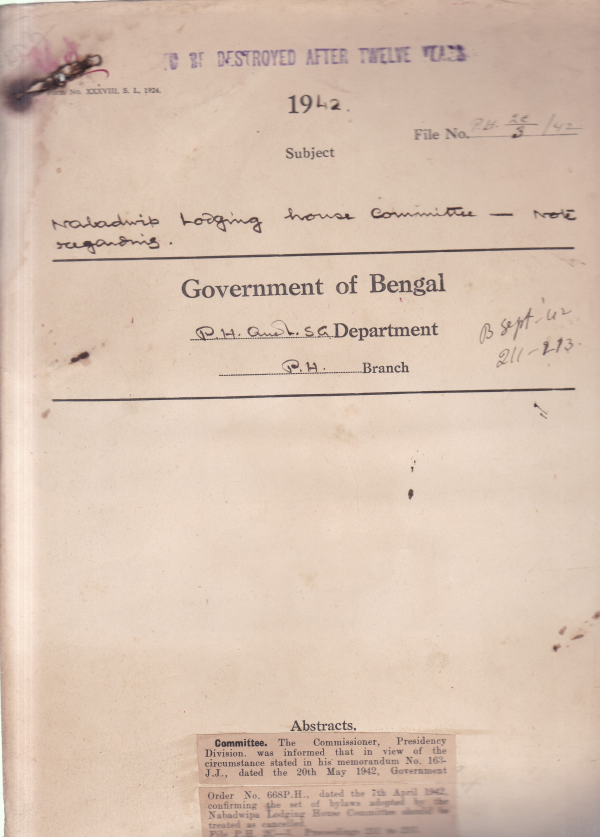 TO BE DESTROYED AFTER TWELVE YEARS
Form No. XXXVIII, S. L, 1924.
1942.
File No. P.H. 2C/3 /42
Subject
Nabadwip Lodging house Committee — Note
regarding.
Government of Bengal
P.H. and L.S.G Department
P.H. Branch
B Sept '42
211-213.
Abstracts.
Committee. The Commissioner, Presidency
Division, was informed that in view of the
circumstance stated in his memorandum No. 163-
J.J., dated the 20th May 1942, Government
Order No. 668P.H., dated the 7th April 1942,
confirming the set of bylaws adopted by the
Nabadwipa Lodging House Committee should be
treated as cancelled.